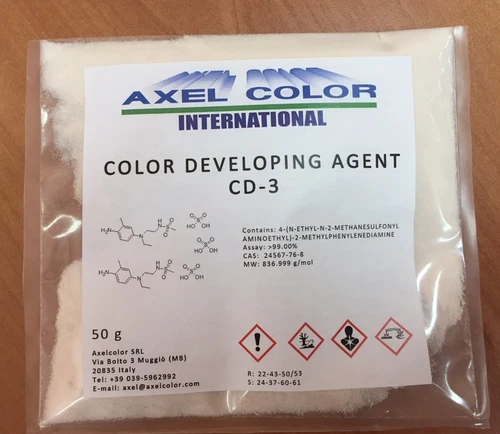 AXEL COLOR
INTERNATIONAL
COLOR DEVELOPING AGENT
CD-3
Contains: 4-(N-ETHYL-N-2-METHANESULFONYL
AMINOETHYL)-2-METHYLPHENYLENEDIAMINE
Assay: >99.00%
CAS: 24567-76-8
MW: 836.999 g/mol
50 g
Axelcolor SRL
Via Boito 3 Muggiò (MB)
20835 Italy
Tel: +39 039-5962992
E-mail: axel@axelcolor.com
R: 22-43-50/53
S: 24-37-60-61